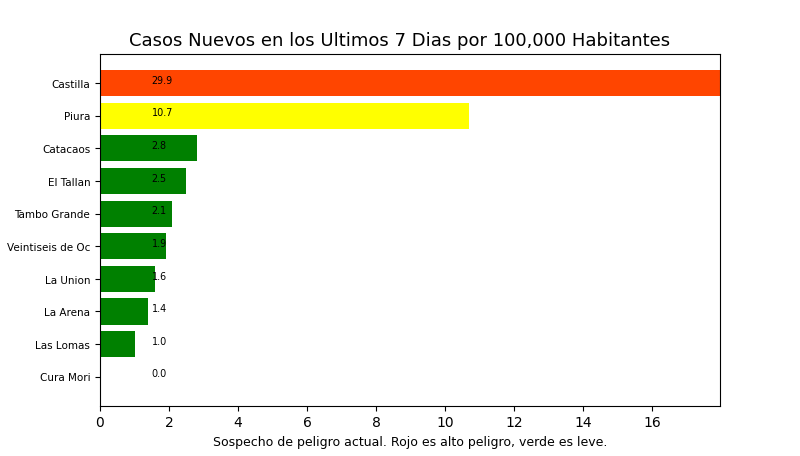 Casos Nuevos en los Ultimos 7 Dias por 100,000 Habitantes
Castilla 29.9
Piura 10.7
Catacaos 2.8
El Tallan 2.5
Tambo Grande 2.1
Veintiseis de Oc 1.9
La Union 1.6
La Arena 1.4
Las Lomas 1.0
Cura Mori 0.0
0 2 4 6 8 10 12 14 16
Sospecho de peligro actual. Rojo es alto peligro, verde es leve.